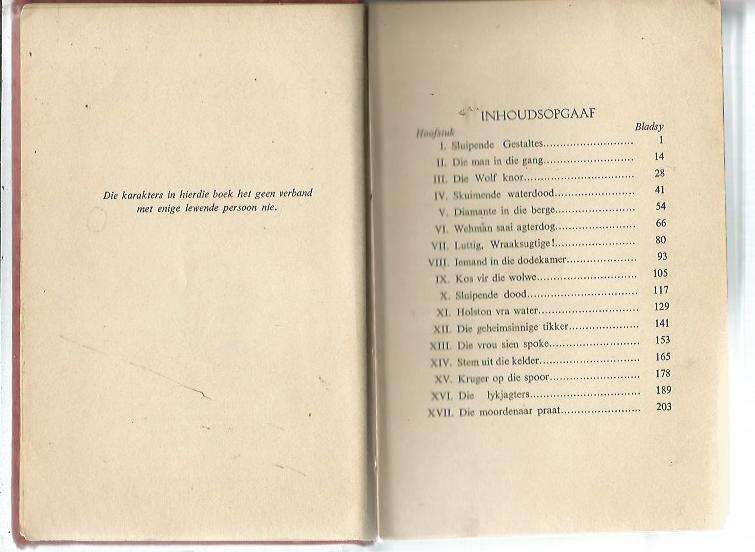 Die karakters in hierdie boek het geen verband
met enige lewende persoon nie.
INHOUDSOPGAAF
Hoofstuk Bladsy
I. Sluipende Gestaltes 1
II. Die man in die gang 14
III. Die Wolf knor 28
IV. Skuimende waterdood 41
V. Diamante in die berge 54
VI. Wehman saai agterdog 66
VII. Luttig, Wraaksugtige! 80
VIII. Iemand in die dodekamer 93
IX. Kos vir die wolwe 105
X. Sluipende dood 117
XI. Holston vra water 129
XII. Die geheimsinnige tikker 141
XIII. Die vrou sien spoke 153
XIV. Stem uit die kelder 165
XV. Kruger op die spoor 178
XVI. Die lykjagters 189
XVII. Die moordenaar praat 203